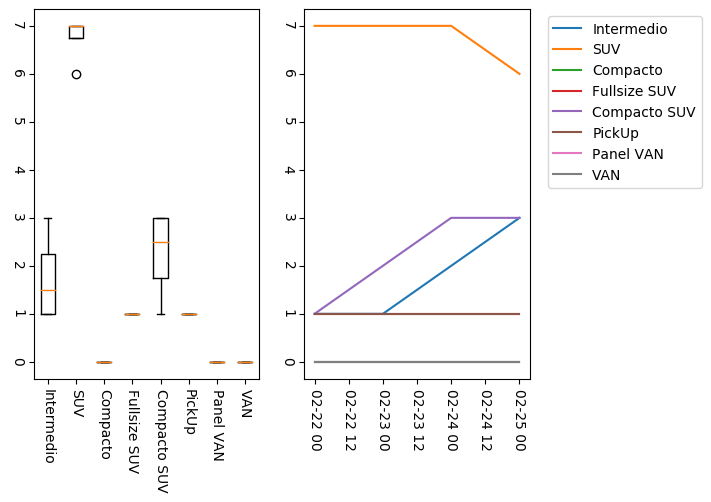 7
6
5
4
3
2
1
0
Intermedio
SUV
Compacto
Fullsize SUV
Compacto SUV
PickUp
Panel VAN
VAN
7
6
5
4
3
2
1
0
02-22 00
02-22 12
02-23 00
02-23 12
02-24 00
02-24 12
02-25 00
Intermedio
SUV
Compacto
Fullsize SUV
Compacto SUV
PickUp
Panel VAN
VAN